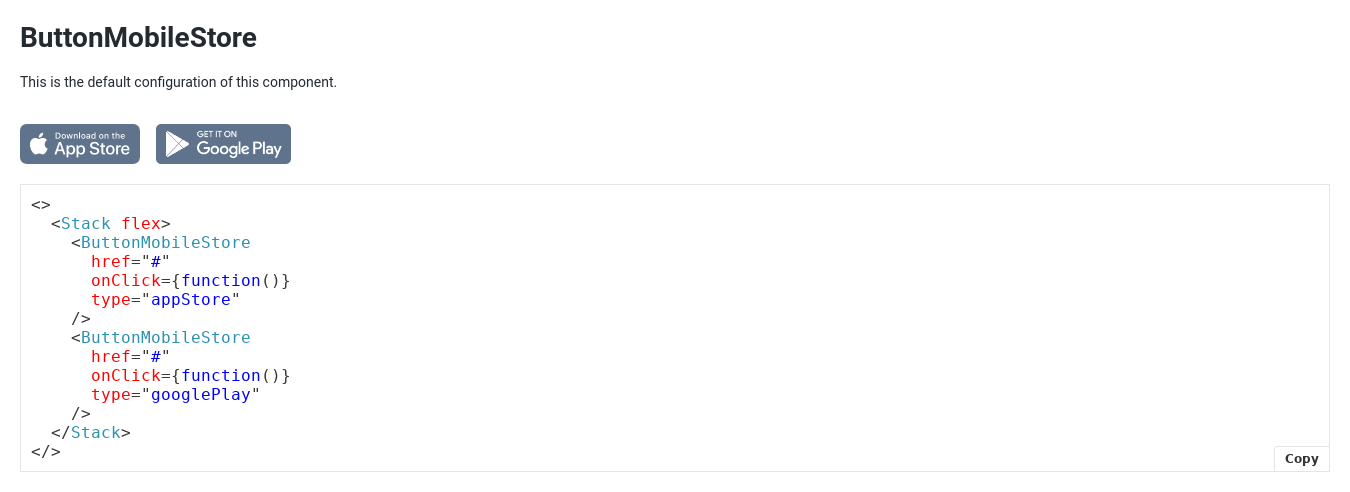 ButtonMobileStore
This is the default configuration of this component.
Download on the
App Store
GET IT ON
Google Play
<>
  <Stack flex>
    <ButtonMobileStore
      href="#"
      onClick={function()}
      type="appStore"
    />
    <ButtonMobileStore
      href="#"
      onClick={function()}
      type="googlePlay"
    />
  </Stack>
</>
Copy